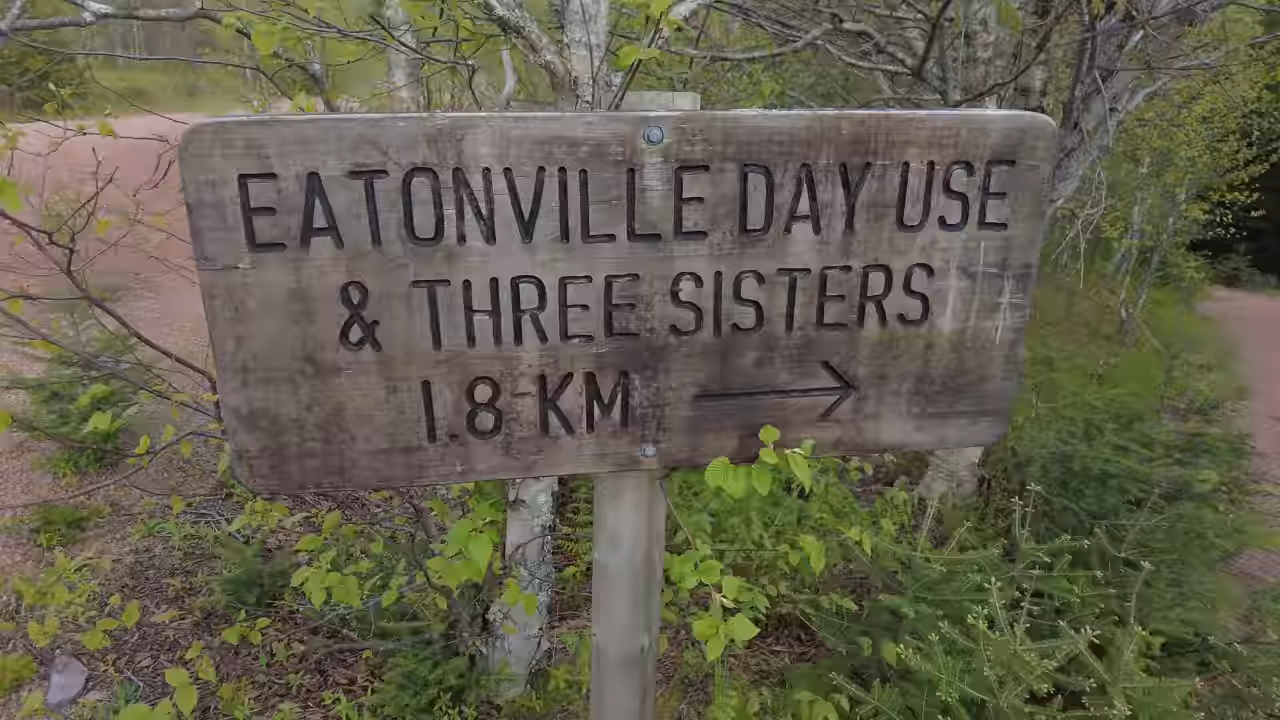 EATONVILLE DAY USE
& THREE SISTERS
1.8 KM →